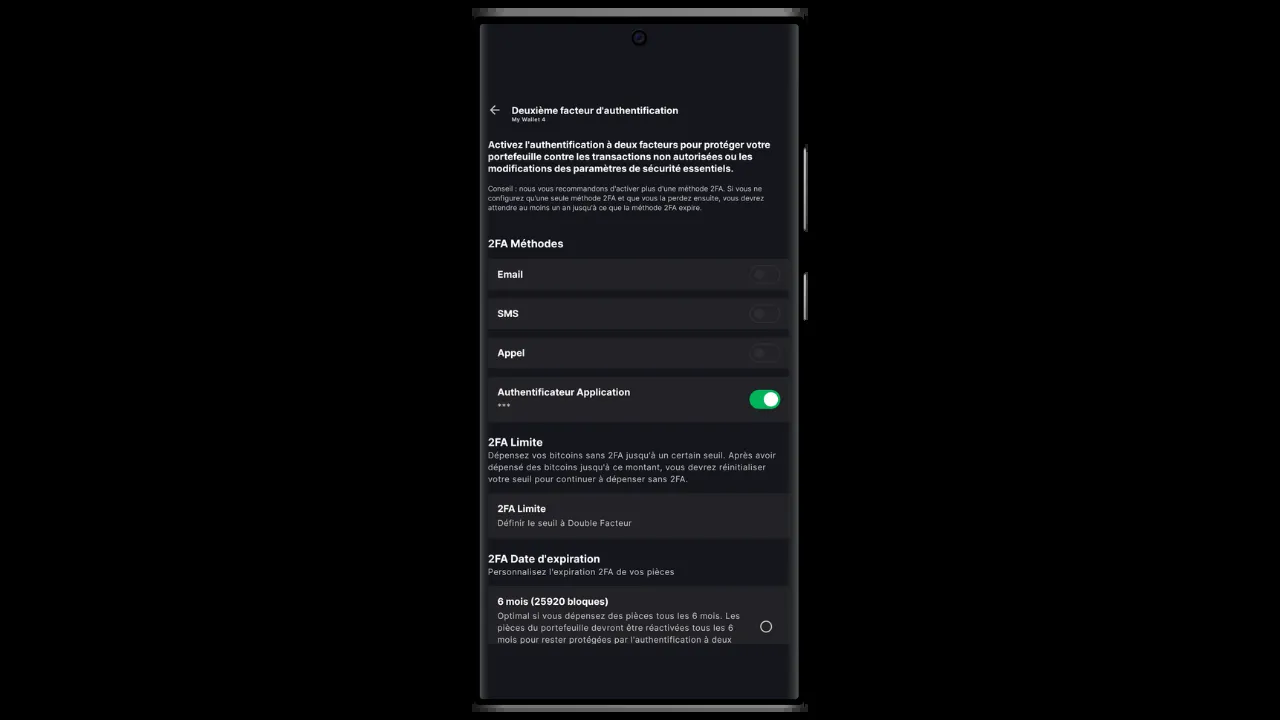 Deuxième facteur d'authentification
My Wallet 4
Activez l'authentification à deux facteurs pour protéger votre
portefeuille contre les transactions non autorisées ou les
modifications des paramètres de sécurité essentiels.
Conseil : nous vous recommandons d'activer plus d'une méthode 2FA. Si vous ne
configurez qu'une seule méthode 2FA et que vous la perdez ensuite, vous devrez
attendre au moins un an jusqu'à ce que la méthode 2FA expire.
2FA Méthodes
Email
SMS
Appel
Authentificateur Application
***
2FA Limite
Dépensez vos bitcoins sans 2FA jusqu'à un certain seuil. Après avoir
dépensé des bitcoins jusqu'à ce montant, vous devrez réinitialiser
votre seuil pour continuer à dépenser sans 2FA.
2FA Limite
Définir le seuil à Double Facteur
2FA Date d'expiration
Personnalisez l'expiration 2FA de vos pièces
6 mois (25920 bloques)
Optimal si vous dépensez des pièces tous les 6 mois. Les
pièces du portefeuille devront être réactivées tous les 6
mois pour rester protégées par l'authentification à deux